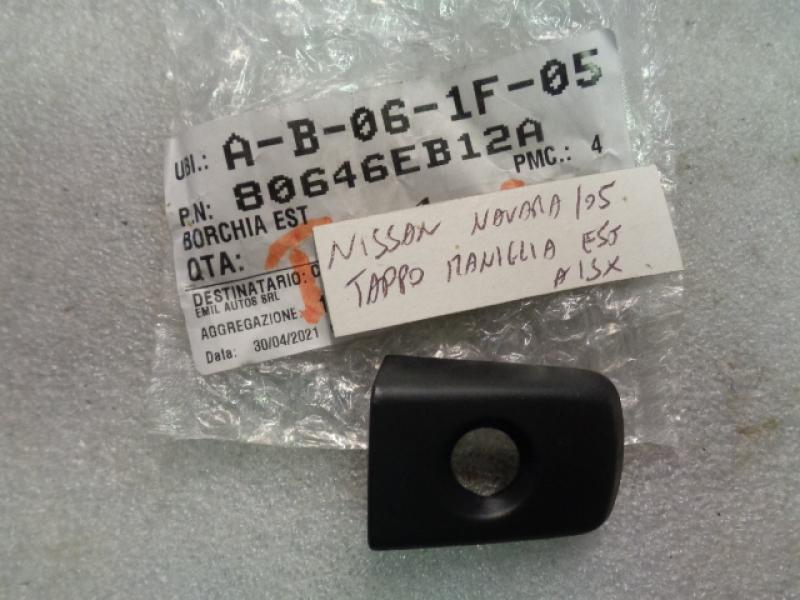 UBI.: A-B-06-1F-05
P.N: 80646EB12A
PMC.: 4
BORCHIA EST
QTA:
DESTINATARIO: C
EMIL AUTOS SRL
AGGREGAZIONE
Data: 30/04/2021
NISSAN NAVARA/05
TAPPO MANIGLIA EST
A/SX